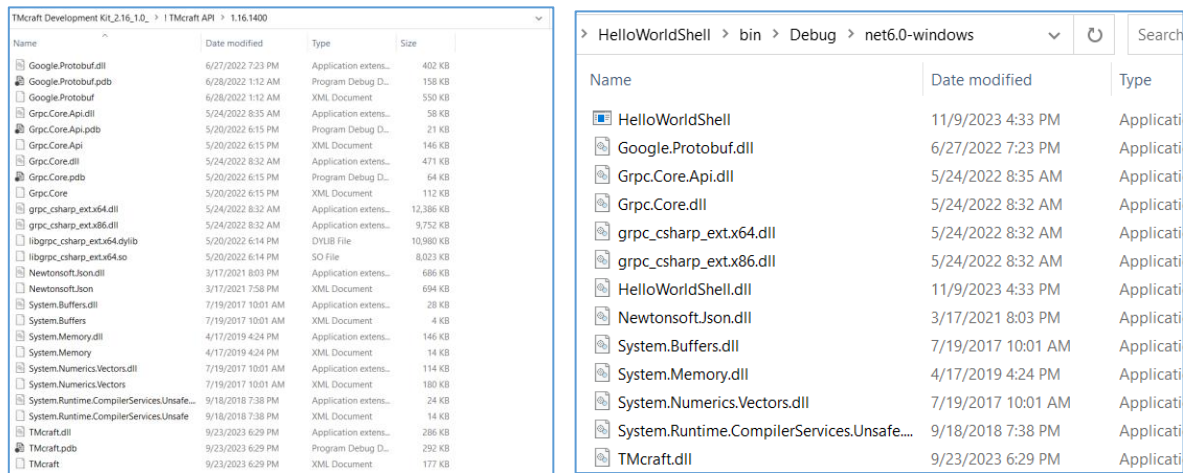 TMcraft Development Kit_2.16_1.0_ > ! TMcraft API > 1.16.1400
Name Date modified Type Size
Google.Protobuf.dll 6/27/2022 7:23 PM Application extens... 402 KB
Google.Protobuf.pdb 6/28/2022 1:12 AM Program Debug D... 158 KB
Google.Protobuf 6/28/2022 1:12 AM XML Document 550 KB
Grpc.Core.Api.dll 5/24/2022 8:35 AM Application extens... 58 KB
Grpc.Core.Api.pdb 5/20/2022 6:15 PM Program Debug D... 21 KB
Grpc.Core.Api 5/20/2022 6:15 PM XML Document 146 KB
Grpc.Core.dll 5/24/2022 8:32 AM Application extens... 471 KB
Grpc.Core.pdb 5/20/2022 6:15 PM Program Debug D... 64 KB
Grpc.Core 5/20/2022 6:15 PM XML Document 112 KB
grpc_csharp_ext.x64.dll 5/24/2022 8:32 AM Application extens... 12,386 KB
grpc_csharp_ext.x86.dll 5/24/2022 8:32 AM Application extens... 9,752 KB
libgrpc_csharp_ext.x64.dylib 5/20/2022 6:14 PM DYLIB File 10,980 KB
libgrpc_csharp_ext.x64.so 5/20/2022 6:14 PM SO File 8,023 KB
Newtonsoft.Json.dll 3/17/2021 8:03 PM Application extens... 686 KB
Newtonsoft.Json 3/17/2021 7:58 PM XML Document 694 KB
System.Buffers.dll 7/19/2017 10:01 AM Application extens... 28 KB
System.Buffers 7/19/2017 10:01 AM XML Document 4 KB
System.Memory.dll 4/17/2019 4:24 PM Application extens... 146 KB
System.Memory 4/17/2019 4:24 PM XML Document 14 KB
System.Numerics.Vectors.dll 7/19/2017 10:01 AM Application extens... 114 KB
System.Numerics.Vectors 7/19/2017 10:01 AM XML Document 180 KB
System.Runtime.CompilerServices.Unsafe... 9/18/2018 7:38 PM Application extens... 24 KB
System.Runtime.CompilerServices.Unsafe 9/18/2018 7:38 PM XML Document 14 KB
TMcraft.dll 9/23/2023 6:29 PM Application extens... 286 KB
TMcraft.pdb 9/23/2023 6:29 PM Program Debug D... 292 KB
TMcraft 9/23/2023 6:29 PM XML Document 177 KB
> HelloWorldShell > bin > Debug > net6.0-windows Search
Name Date modified Type
HelloWorldShell 11/9/2023 4:33 PM Applicati
Google.Protobuf.dll 6/27/2022 7:23 PM Applicati
Grpc.Core.Api.dll 5/24/2022 8:35 AM Applicati
Grpc.Core.dll 5/24/2022 8:32 AM Applicati
grpc_csharp_ext.x64.dll 5/24/2022 8:32 AM Applicati
grpc_csharp_ext.x86.dll 5/24/2022 8:32 AM Applicati
HelloWorldShell.dll 11/9/2023 4:33 PM Applicati
Newtonsoft.Json.dll 3/17/2021 8:03 PM Applicati
System.Buffers.dll 7/19/2017 10:01 AM Applicati
System.Memory.dll 4/17/2019 4:24 PM Applicati
System.Numerics.Vectors.dll 7/19/2017 10:01 AM Applicati
System.Runtime.CompilerServices.Unsafe.... 9/18/2018 7:38 PM Applicati
TMcraft.dll 9/23/2023 6:29 PM Applicati